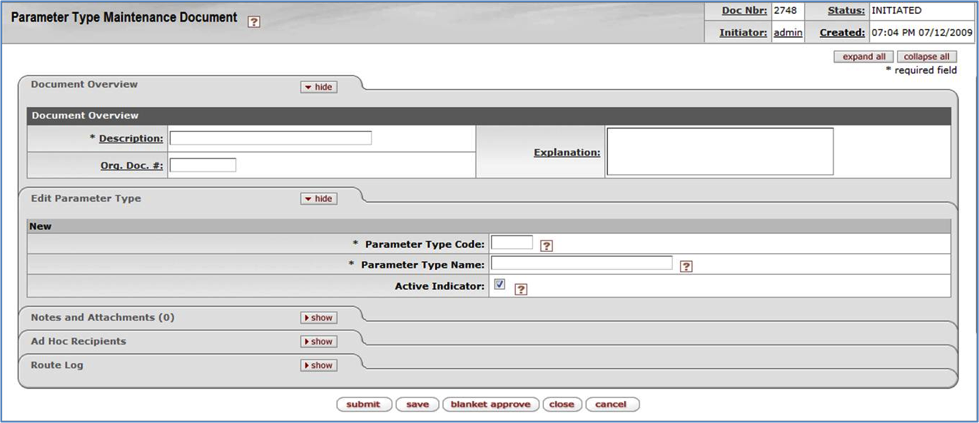 Parameter Type Maintenance Document ?
Doc Nbr: 2748 Status: INITIATED
Initiator: admin Created: 07:04 PM 07/12/2009
expand all collapse all
* required field
Document Overview hide
Document Overview
* Description:
Explanation:
Org. Doc. #:
Edit Parameter Type hide
New
* Parameter Type Code: ?
* Parameter Type Name: ?
Active Indicator: ?
Notes and Attachments (0) show
Ad Hoc Recipients show
Route Log show
submit save blanket approve close cancel